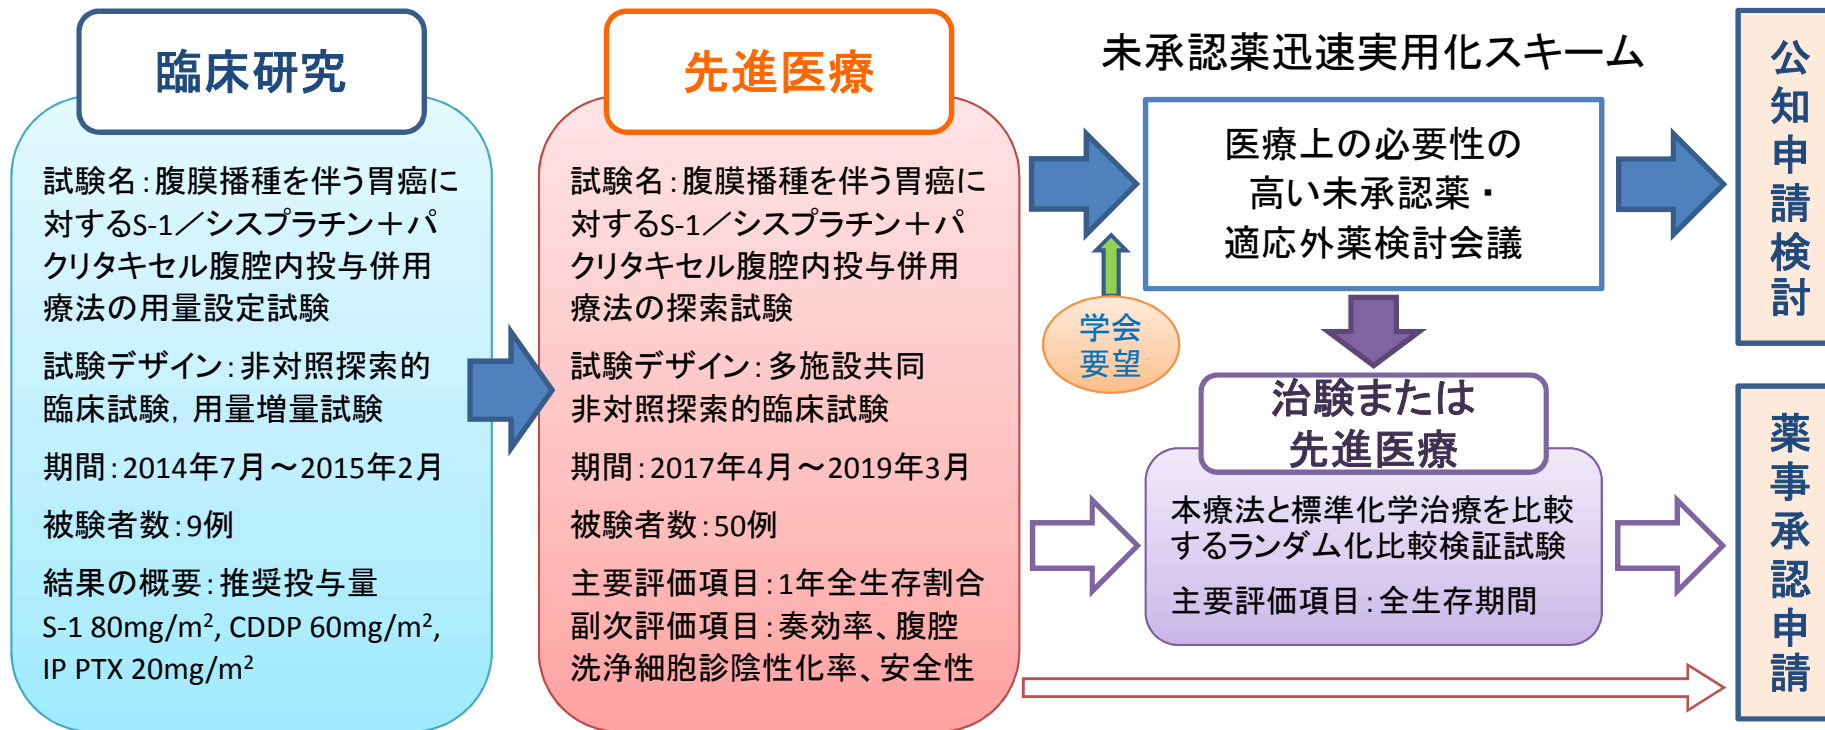 臨床研究
試験名：腹膜播種を伴う胃癌に
対するS-1／シスプラチン＋パ
クリタキセル腹腔内投与併用
療法の用量設定試験
試験デザイン：非対照探索的
臨床試験，用量増量試験
期間：2014年7月～2015年2月
被験者数：9例
結果の概要：推奨投与量
S-1 80mg/m², CDDP 60mg/m²,
IP PTX 20mg/m²
先進医療
試験名：腹膜播種を伴う胃癌に
対するS-1／シスプラチン＋パ
クリタキセル腹腔内投与併用
療法の探索試験
試験デザイン：多施設共同
非対照探索的臨床試験
期間：2017年4月～2019年3月
被験者数：50例
主要評価項目：1年全生存割合
副次評価項目：奏効率、腹腔
洗浄細胞診陰性化率、安全性
未承認薬迅速実用化スキーム
医療上の必要性の
高い未承認薬・
適応外薬検討会議
学会
要望
治験または
先進医療
本療法と標準化学治療を比較
するランダム化比較検証試験
主要評価項目：全生存期間
公知申請検討
薬事承認申請